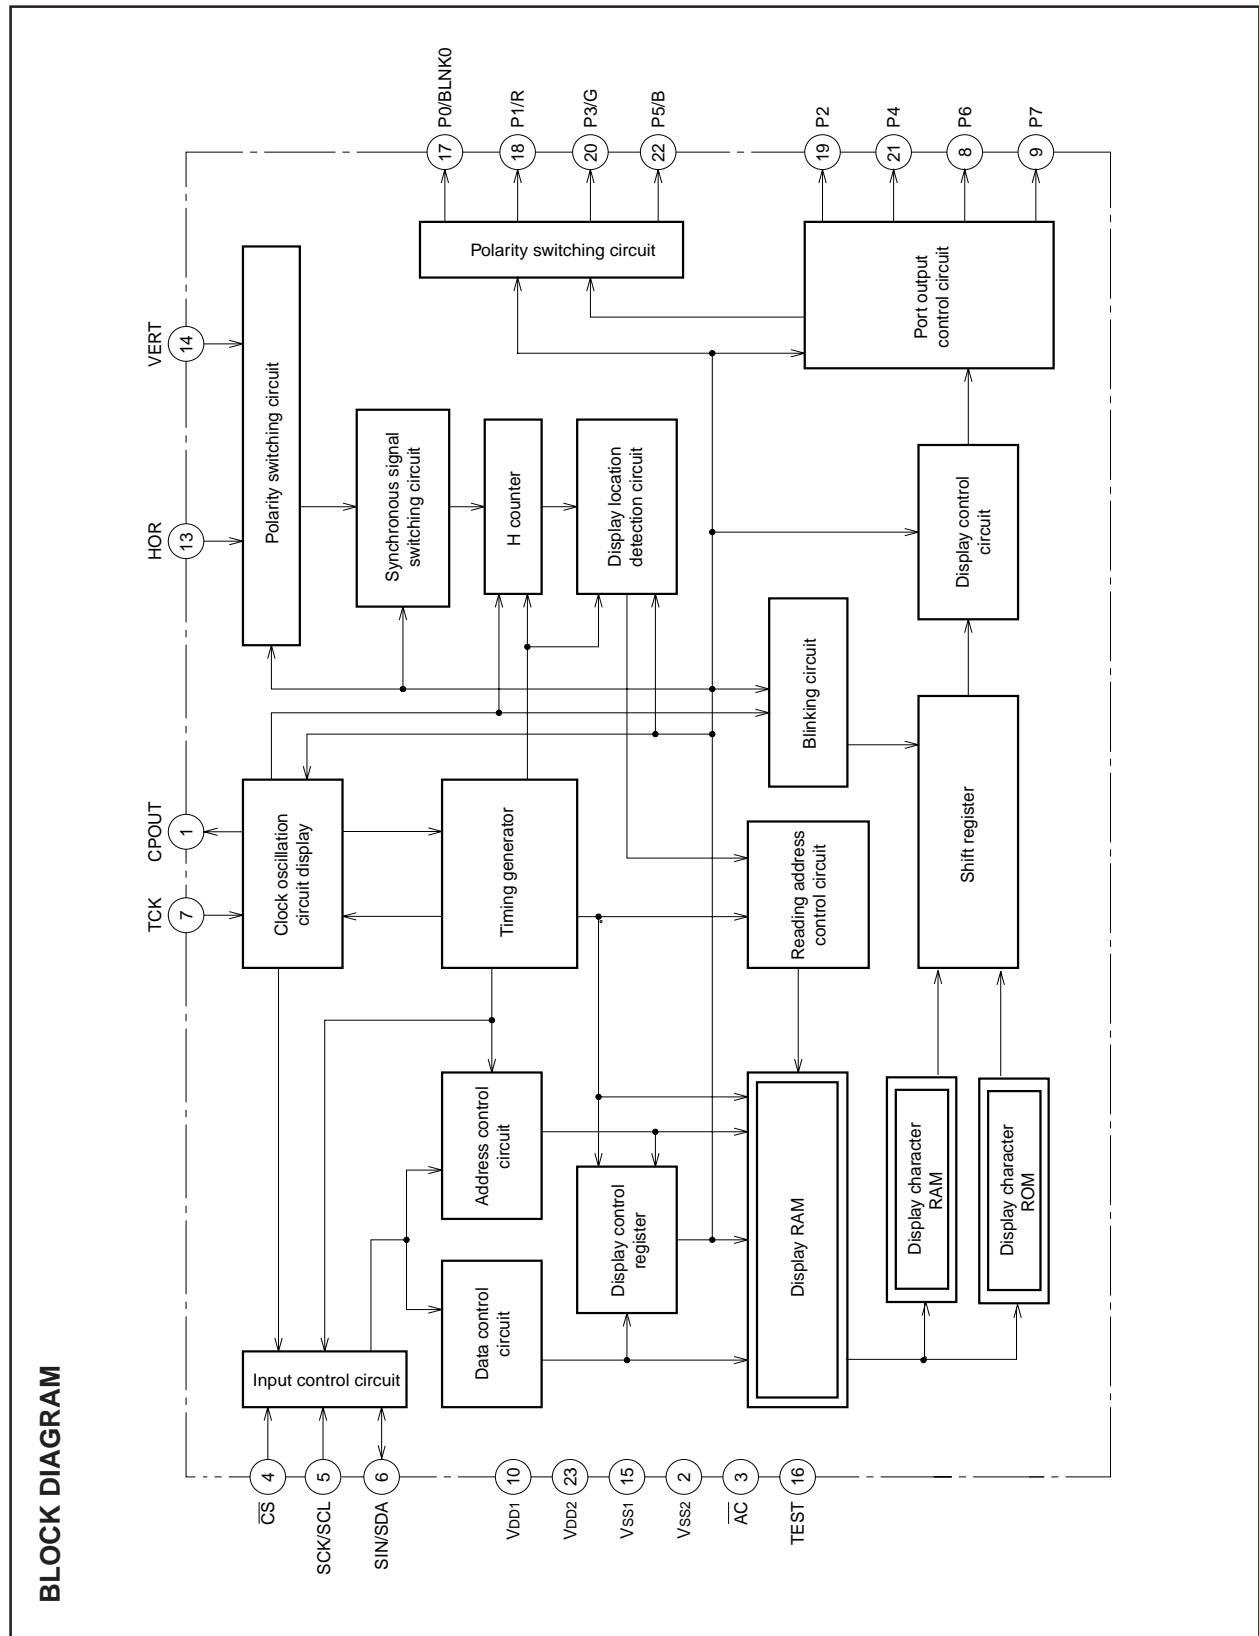 BLOCK DIAGRAM
CS
4
SCK/SCL
5
SIN/SDA
6
VDD1
10
VDD2
23
VSS1
15
VSS2
2
AC
3
TEST
16
TCK
7
CPOUT
1
HOR
13
VERT
14
Input control circuit
Clock oscillation
circuit display
Polarity switching circuit
Data control
circuit
Address control
circuit
Timing generator
Synchronous signal
switching circuit
H counter
Display control
register
Display location
detection circuit
Display RAM
Reading address
control circuit
Blinking circuit
Display character
RAM
Display character
ROM
Shift register
Display control
circuit
Polarity switching circuit
Port output
control circuit
17
P0/BLNK0
18
P1/R
20
P3/G
22
P5/B
19
P2
21
P4
8
P6
9
P7